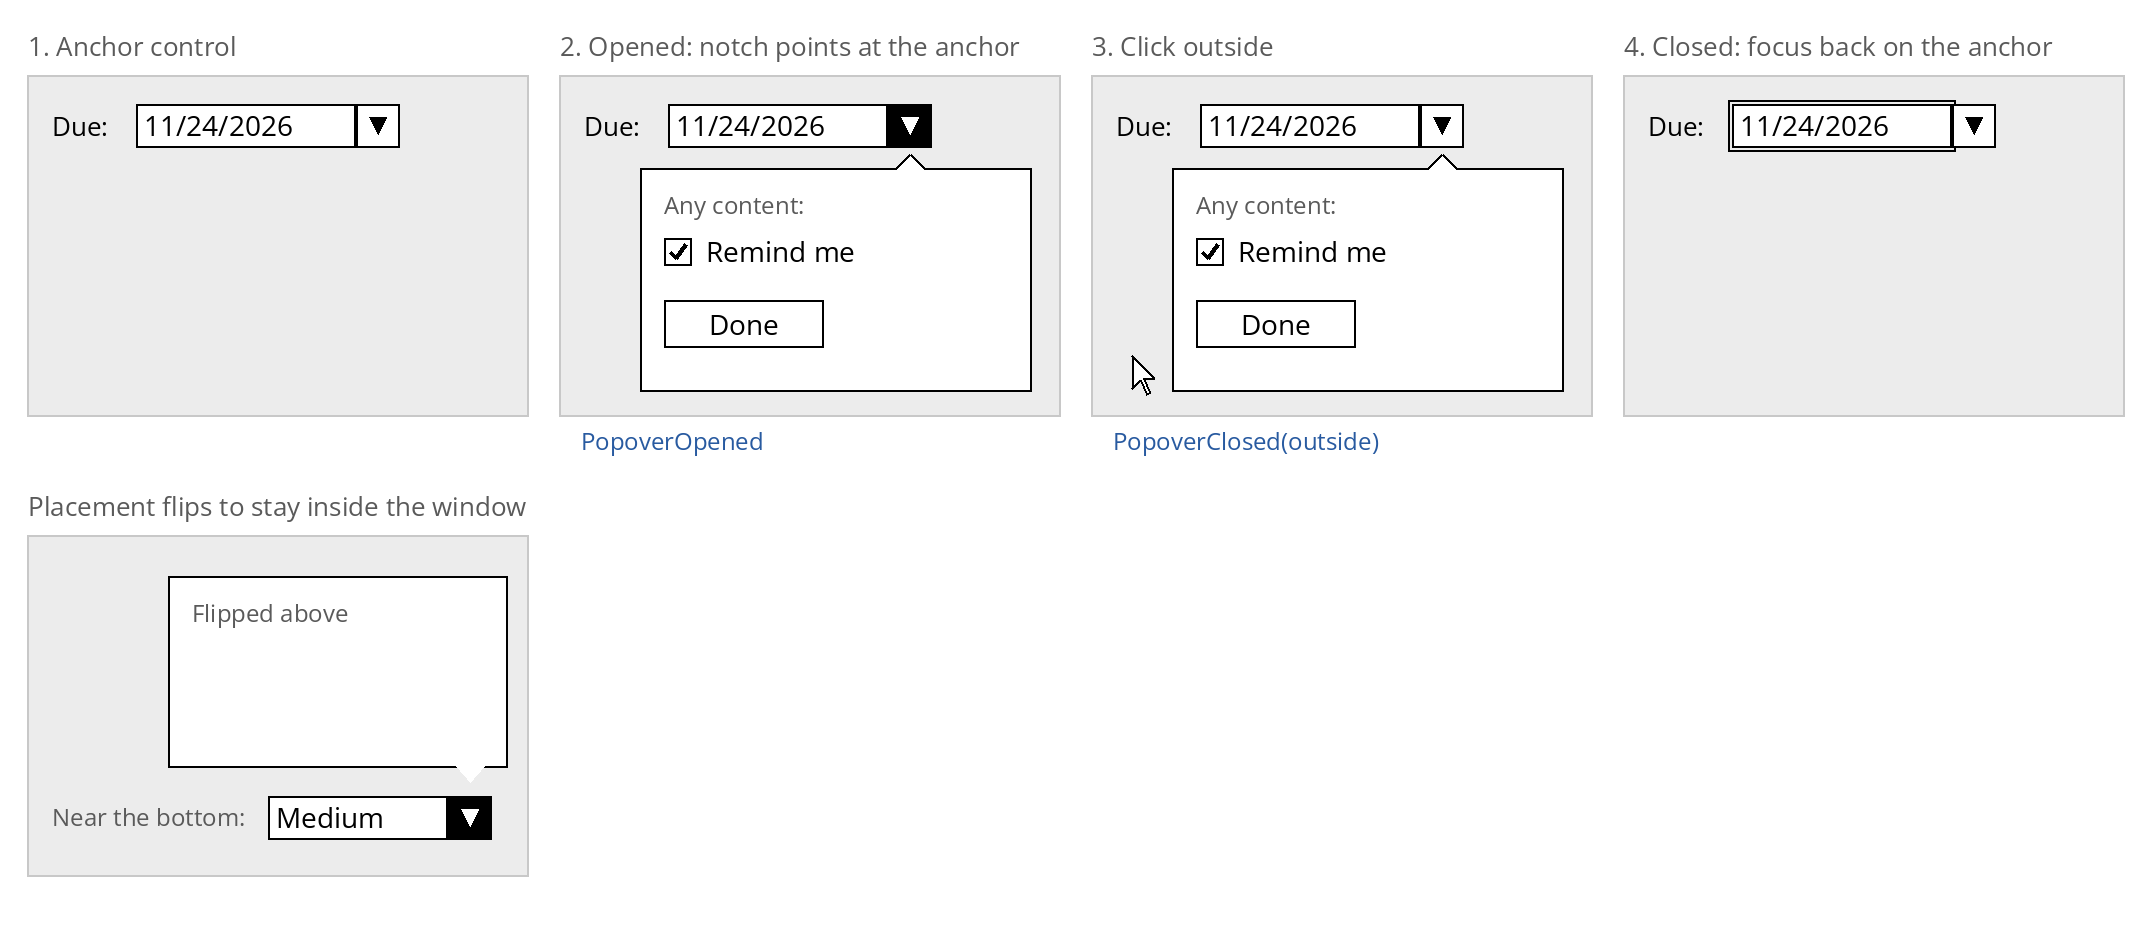 1. Anchor control
Due: 11/24/2026
2. Opened: notch points at the anchor
Due: 11/24/2026
Any content:
Remind me
Done
PopoverOpened
3. Click outside
Due: 11/24/2026
Any content:
Remind me
Done
PopoverClosed(outside)
4. Closed: focus back on the anchor
Due: 11/24/2026
Placement flips to stay inside the window
Flipped above
Near the bottom: Medium